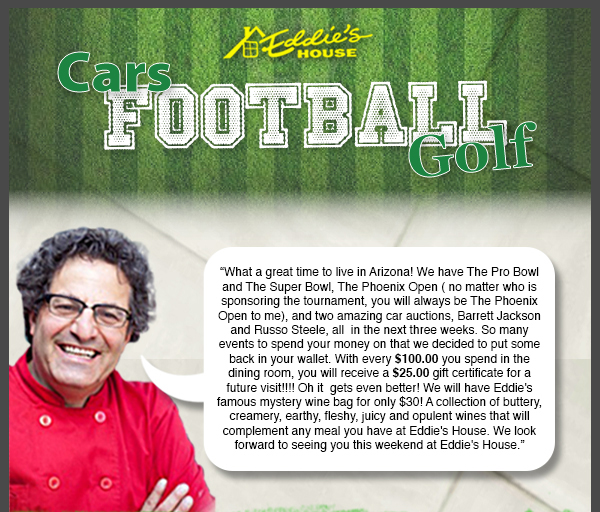 Eddie's
HOUSE
Cars
FOOTBALL
Golf
“What a great time to live in Arizona! We have The Pro Bowl
and The Super Bowl, The Phoenix Open ( no matter who is
sponsoring the tournament, you will always be The Phoenix
Open to me), and two amazing car auctions, Barrett Jackson
and Russo Steele, all  in the next three weeks. So many
events to spend your money on that we decided to put some
back in your wallet. With every $100.00 you spend in the
dining room, you will receive a $25.00 gift certificate for a
future visit!!!! Oh it  gets even better! We will have Eddie's
famous mystery wine bag for only $30! A collection of buttery,
creamery, earthy, fleshy, juicy and opulent wines that will
complement any meal you have at Eddie's House. We look
forward to seeing you this weekend at Eddie's House.”